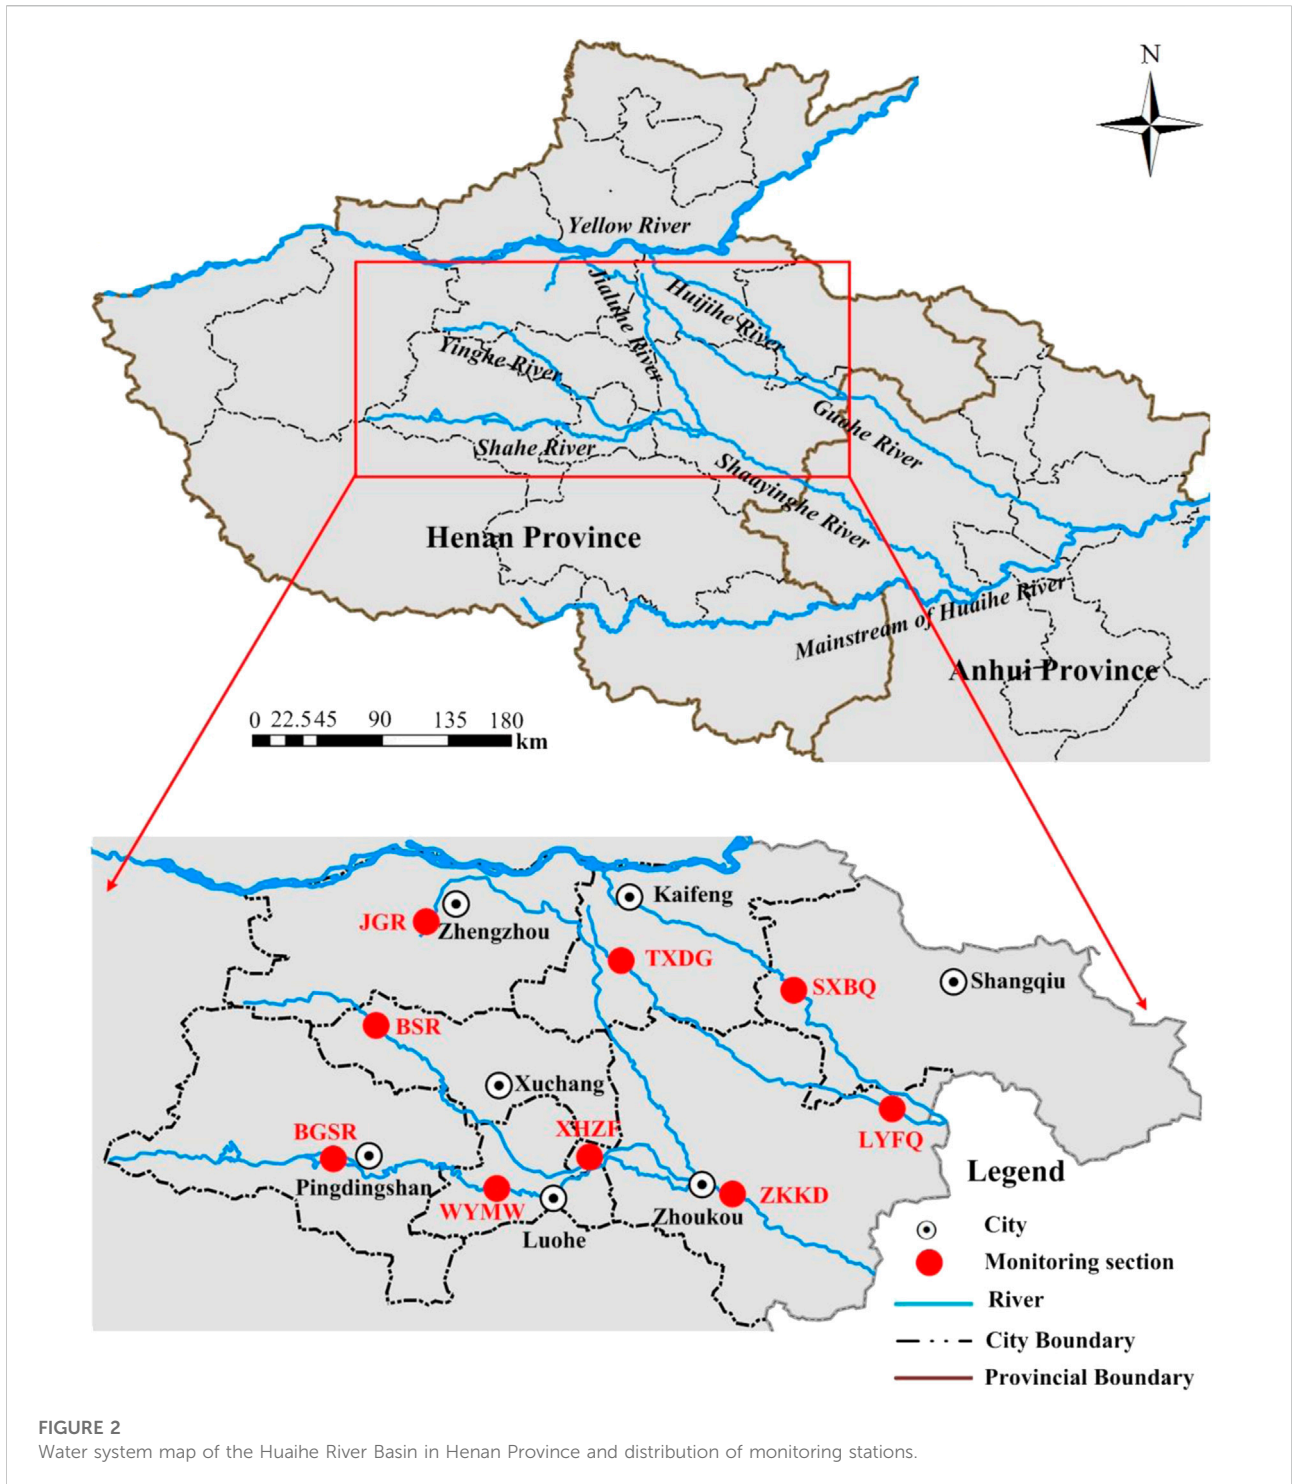 N
Yellow River
Jialuhe River
Huijihe River
Yinghe River
Guohe River
Shahe River
Shaayinghe River
Henan Province
Mainstream of Huaihe River
Anhui Province
0 22.5 45 90 135 180
km
Kaifeng
JGR
Zhengzhou
TXDG
Shangqiu
SXBQ
BSR
Xuchang
BGSR
XHZF
LYFQ
Pingdingshan
WYMW
ZKKD
Zhoukou
Luohe
Legend
City
Monitoring section
River
City Boundary
Provincial Boundary
FIGURE 2
Water system map of the Huaihe River Basin in Henan Province and distribution of monitoring stations.